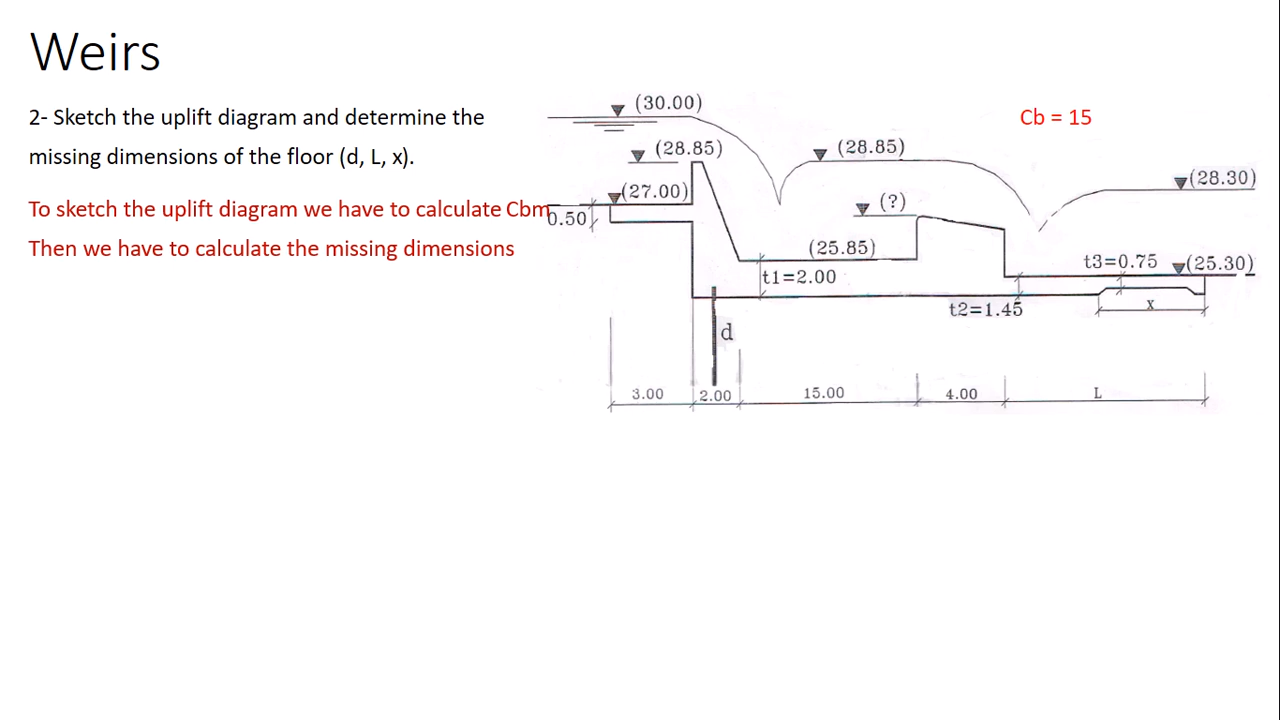 Weirs
2- Sketch the uplift diagram and determine the
missing dimensions of the floor (d, L, x).
To sketch the uplift diagram we have to calculate Cbm
Then we have to calculate the missing dimensions
Cb = 15
(30.00)
(28.85)
(28.85)
(28.30)
(27.00)
0.50
(?)
(25.85)
t1=2.00
t3=0.75
(25.30)
t2=1.45
x
d
3.00
2.00
15.00
4.00
L